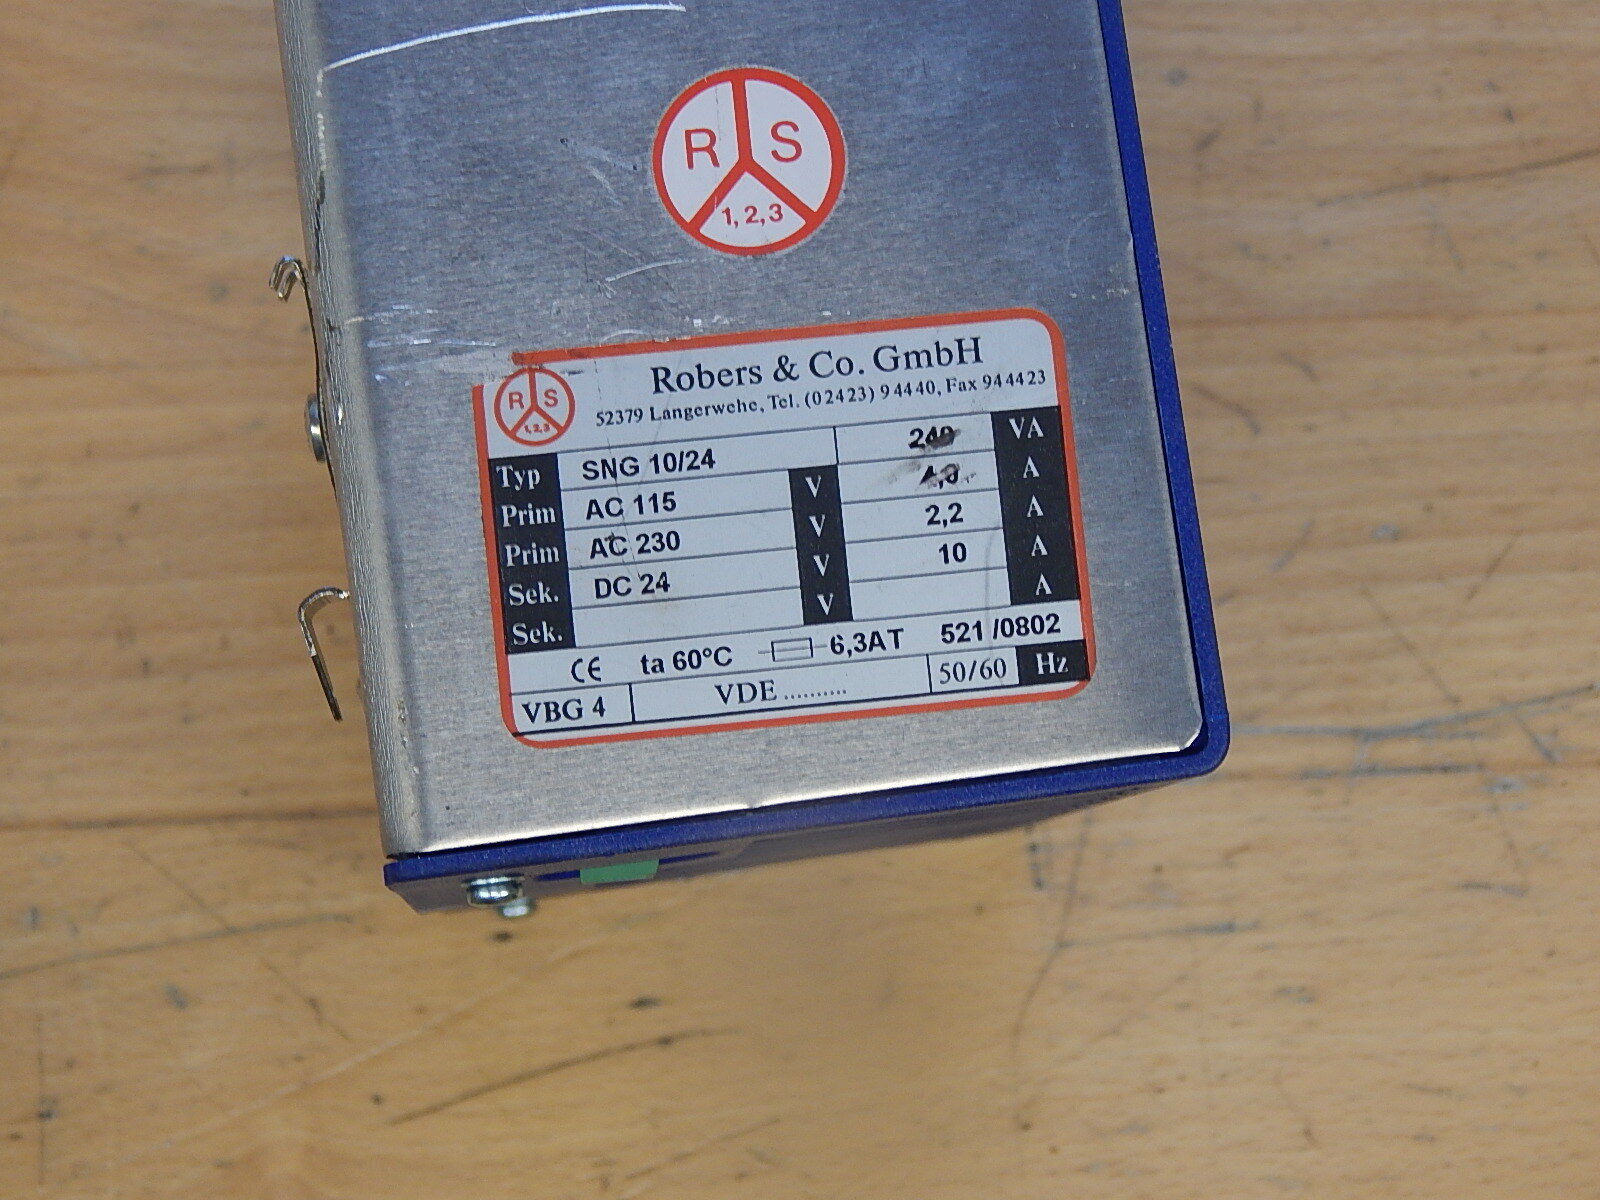 R S
1, 2, 3
Robers & Co. GmbH
R S
1, 2, 3
52379 Langerwehe, Tel. (02423) 94440, Fax 944423
Typ SNG 10/24 240 VA
Prim AC 115 V A
Prim AC 230 V 2,2 A
Sek. DC 24 V 10 A
Sek. V A
CE ta 60°C 6,3AT 521 /0802
VBG 4 VDE .......... 50/60 Hz